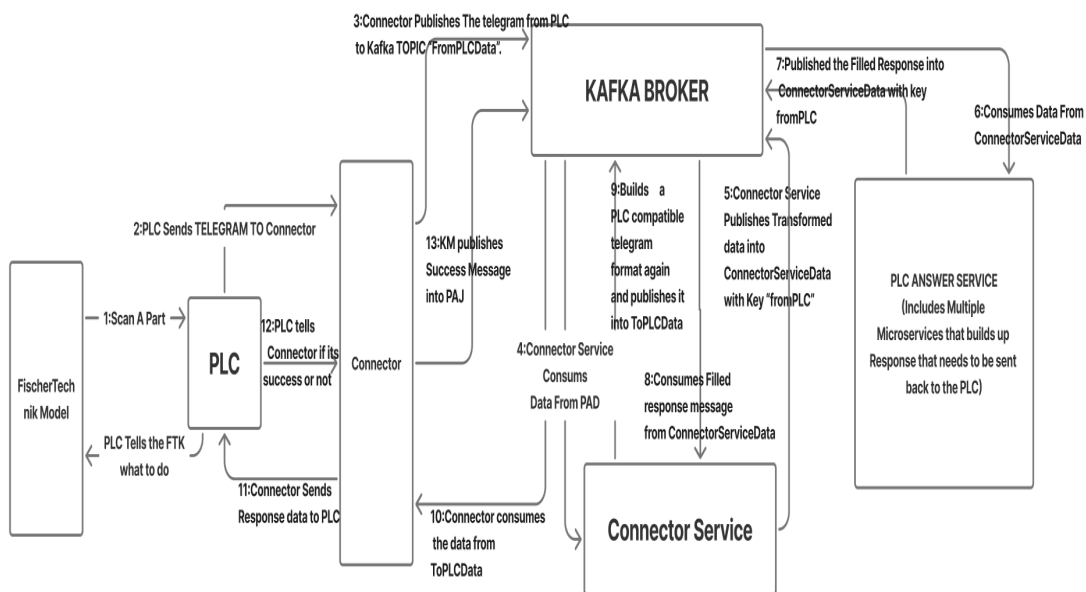 3:Connector Publishes The telegram from PLC
to Kafka TOPIC "FromPLCData".
KAFKA BROKER
7:Published the Filled Response into
ConnectorServiceData with key
fromPLC
6:Consumes Data From
ConnectorServiceData
2:PLC Sends TELEGRAM TO Connector
13:KM publishes
Success Message
into PAJ
9:Builds a
PLC compatible
telegram
format again
and publishes it
into ToPLCData
5:Connector Service
Publishes Transformed
data into
ConnectorServiceData
with Key "fromPLC"
PLC ANSWER SERVICE
(Includes Multiple
Microservices that builds up
Response that needs to be sent
back to the PLC)
1:Scan A Part
12:PLC tells
Connector if its
success or not
PLC
Connector
FischerTech
nik Model
4:Connector Service
Consums
Data From PAD
8:Consumes Filled
response message
from ConnectorServiceData
PLC Tells the FTK
what to do
11:Connector Sends
Response data to PLC
10:Connector consumes
the data from
ToPLCData
Connector Service